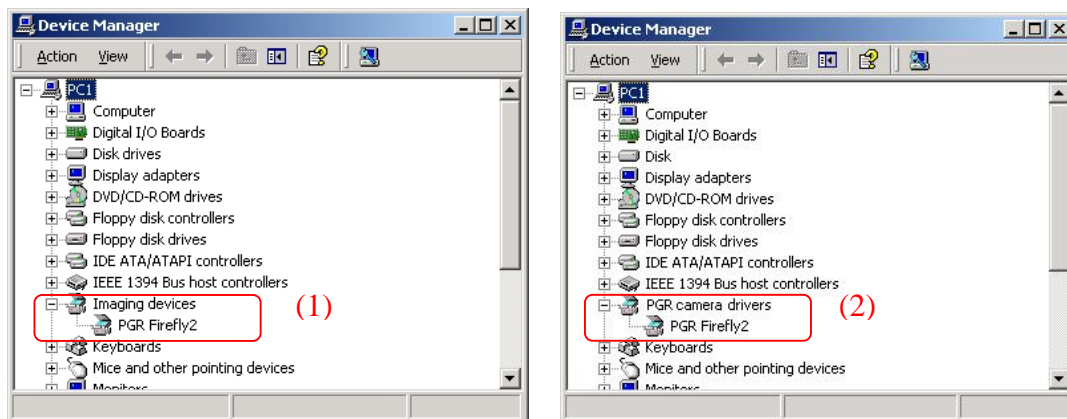 Device Manager
Action View
PC1
Computer
Digital I/O Boards
Disk drives
Display adapters
DVD/CD-ROM drives
Floppy disk controllers
Floppy disk drives
IDE ATA/ATAPI controllers
IEEE 1394 Bus host controllers
Imaging devices (1)
PGR Firefly2
Keyboards
Mice and other pointing devices
Monitors
Device Manager
Action View
PC1
Computer
Digital I/O Boards
Disk
Display adapters
DVD/CD-ROM drives
Floppy disk controllers
Floppy disk drives
IDE ATA/ATAPI controllers
IEEE 1394 Bus host controllers
PGR camera drivers (2)
PGR Firefly2
Keyboards
Mice and other pointing devices
Monitors